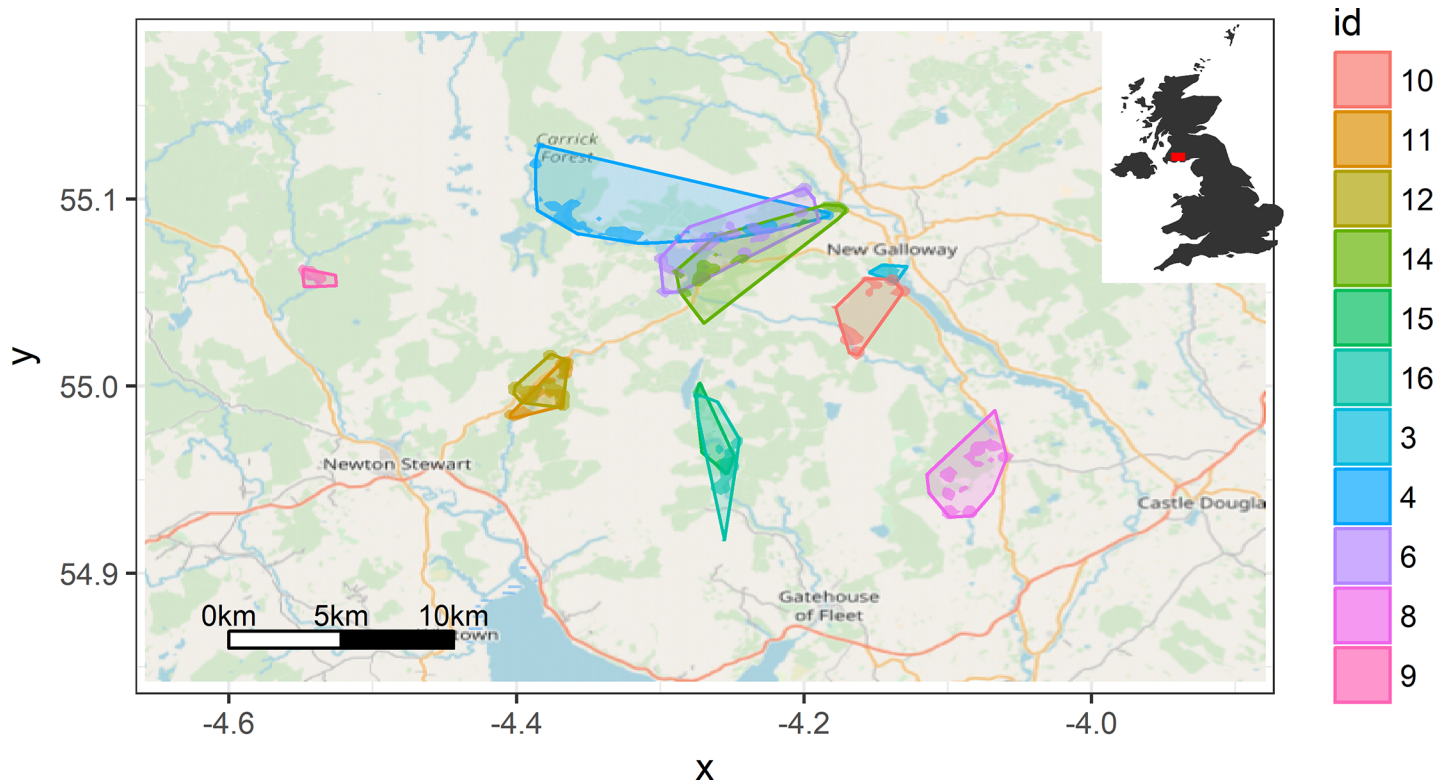 id
10
11
12
14
15
16
3
4
6
8
9
Carrick
Forest
55.1
New Galloway
55.0
Newton Stewart
Castle Dougla
54.9
Gatehouse
of Fleet
0km 5km 10km
town
y
-4.6 -4.4 -4.2 -4.0
x